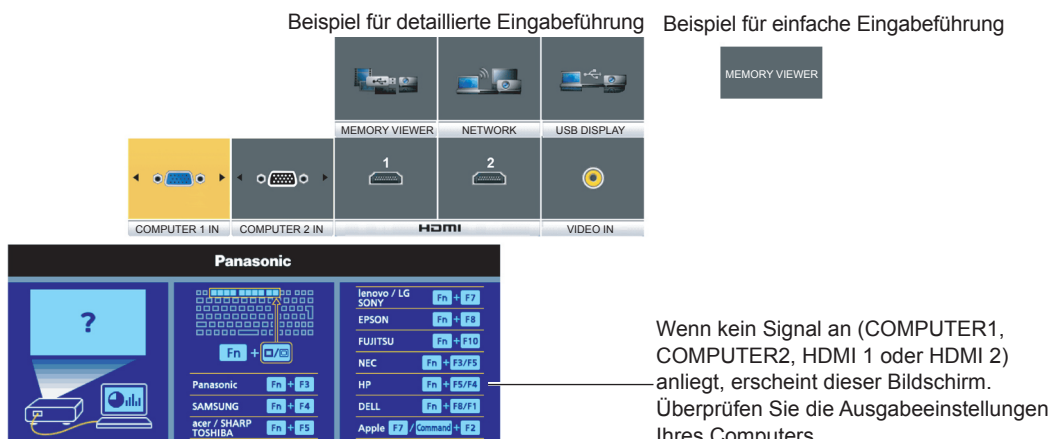 Beispiel für detaillierte Eingabeführung
Beispiel für einfache Eingabeführung
MEMORY VIEWER
MEMORY VIEWER NETWORK USB DISPLAY
1 2
COMPUTER 1 IN COMPUTER 2 IN HDMI VIDEO IN
Panasonic
?
Fn +
Panasonic Fn + F3
SAMSUNG Fn + F4
acer / SHARP
TOSHIBA Fn + F5
lenovo / LG
SONY Fn + F7
EPSON Fn + F8
FUJITSU Fn + F10
NEC Fn + F3/F5
HP Fn + F5/F4
DELL Fn + F8/F1
Apple F7 / Command + F2
Wenn kein Signal an (COMPUTER1,
COMPUTER2, HDMI 1 oder HDMI 2)
anliegt, erscheint dieser Bildschirm.
Überprüfen Sie die Ausgabeeinstellungen
Ihres Computers